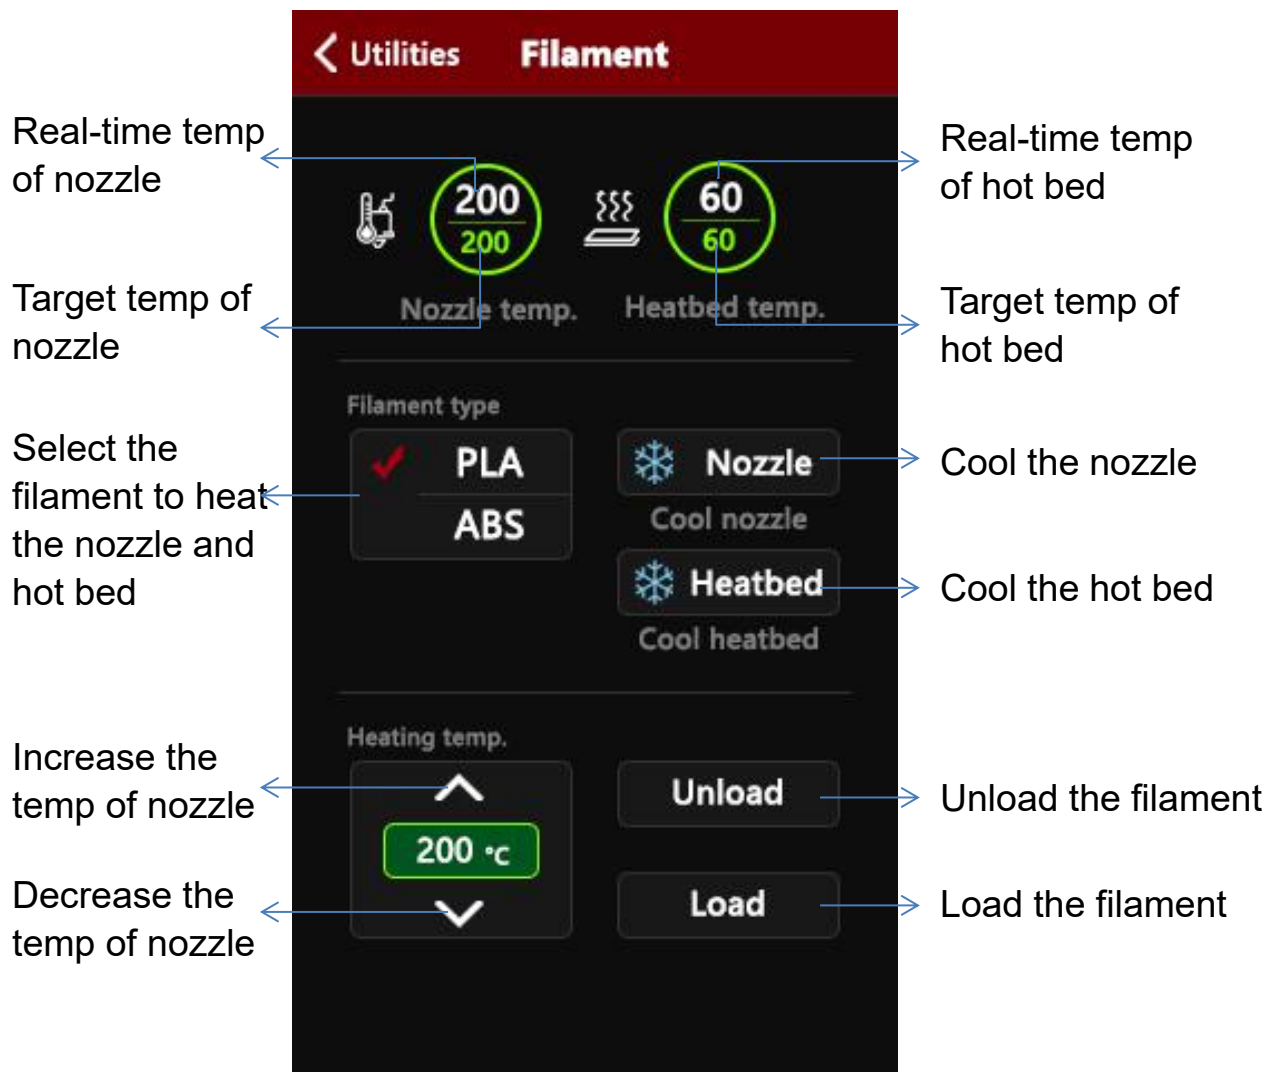 Utilities Filament
Real-time temp
of nozzle
200
200
Nozzle temp.
Target temp of
nozzle
60
60
Heatbed temp.
Real-time temp
of hot bed
Target temp of
hot bed
Filament type
PLA
ABS
Select the
filament to heat
the nozzle and
hot bed
Nozzle
Cool nozzle
Cool the nozzle
Heatbed
Cool heatbed
Cool the hot bed
Heating temp.
200 °C
Increase the
temp of nozzle
Decrease the
temp of nozzle
Unload
Unload the filament
Load
Load the filament